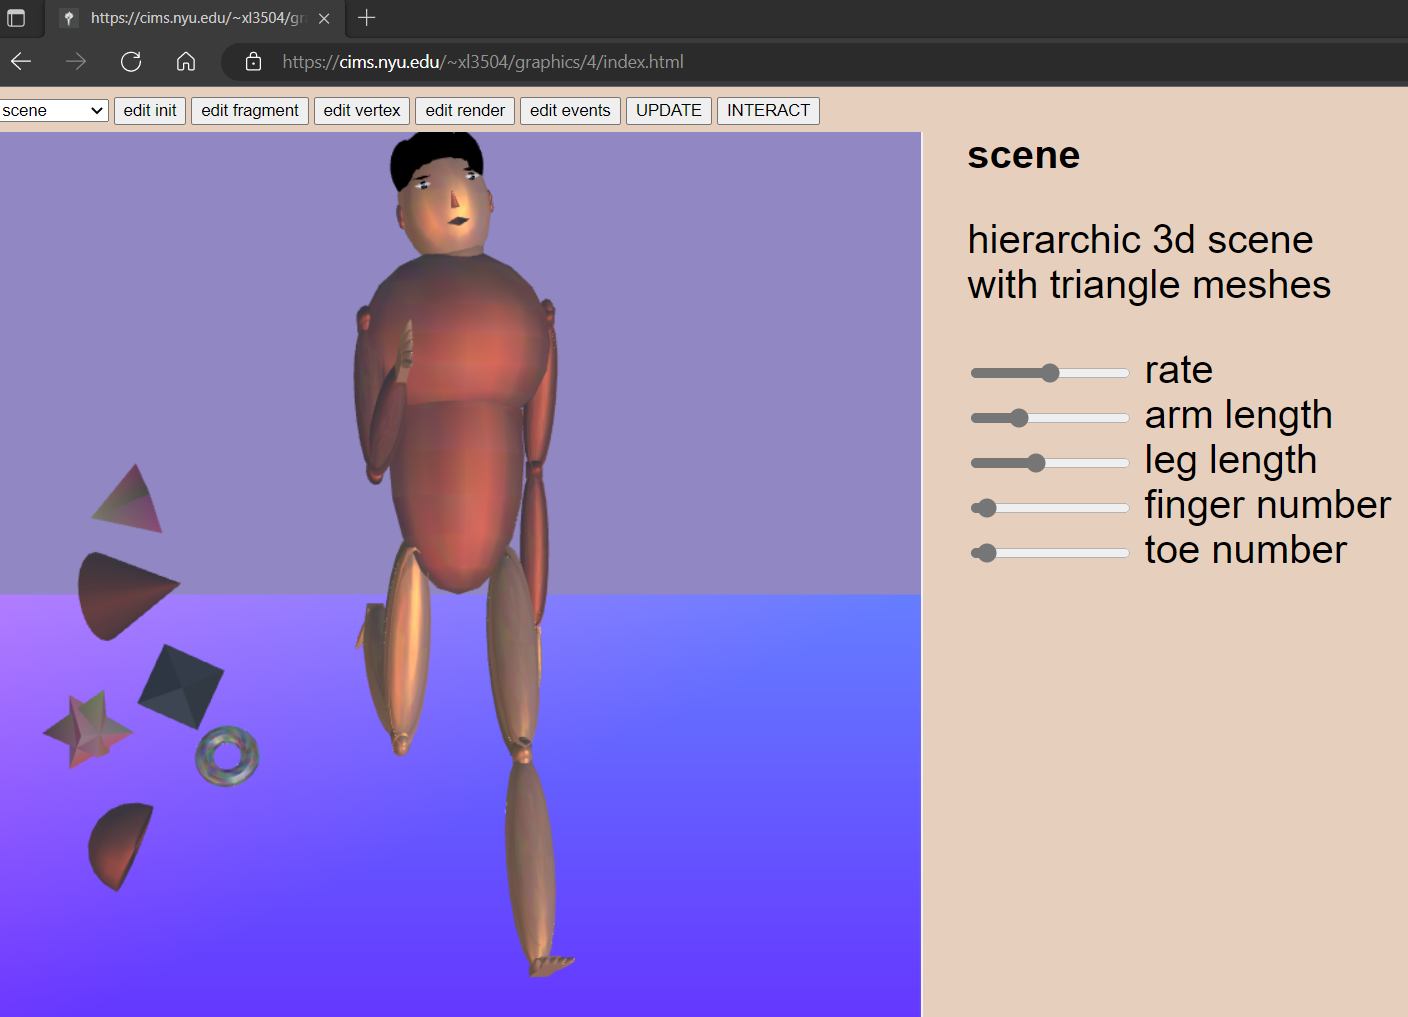 https://cims.nyu.edu/~xl3504/gr
https://cims.nyu.edu/~xl3504/graphics/4/index.html
scene edit init edit fragment edit vertex edit render edit events UPDATE INTERACT
scene
hierarchic 3d scene
with triangle meshes
rate
arm length
leg length
finger number
toe number